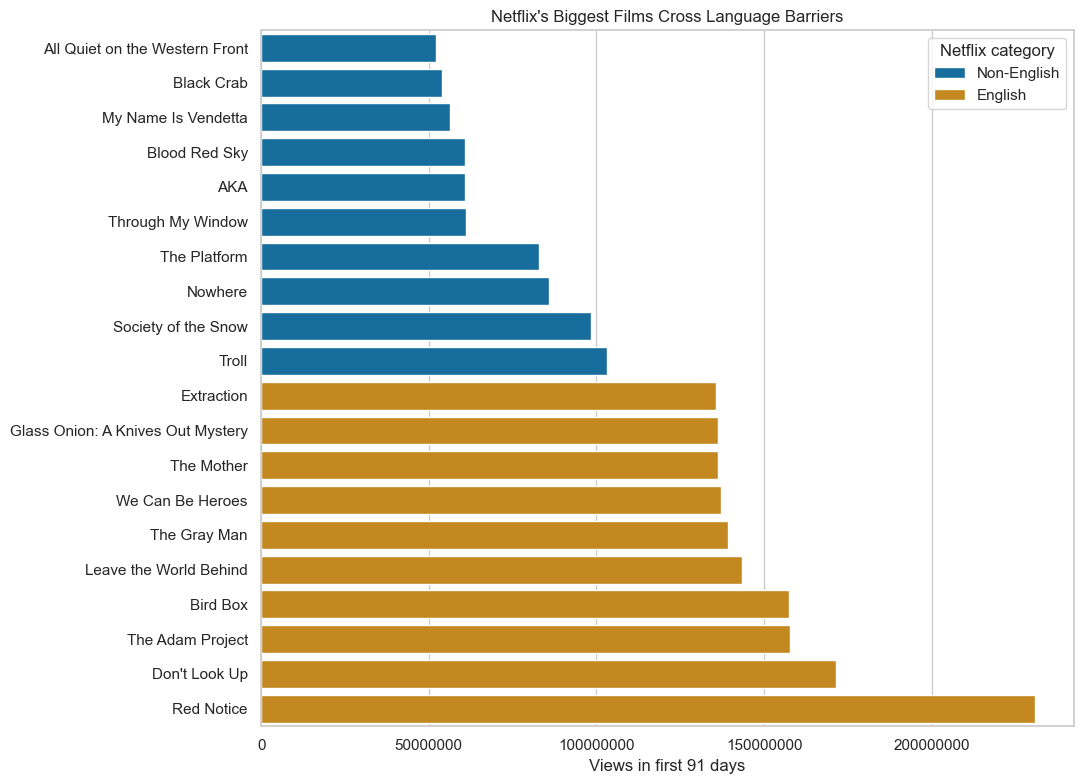 Netflix's Biggest Films Cross Language Barriers
Netflix category
Non-English
English
All Quiet on the Western Front
Black Crab
My Name Is Vendetta
Blood Red Sky
AKA
Through My Window
The Platform
Nowhere
Society of the Snow
Troll
Extraction
Glass Onion: A Knives Out Mystery
The Mother
We Can Be Heroes
The Gray Man
Leave the World Behind
Bird Box
The Adam Project
Don't Look Up
Red Notice
0 50000000 100000000 150000000 200000000
Views in first 91 days